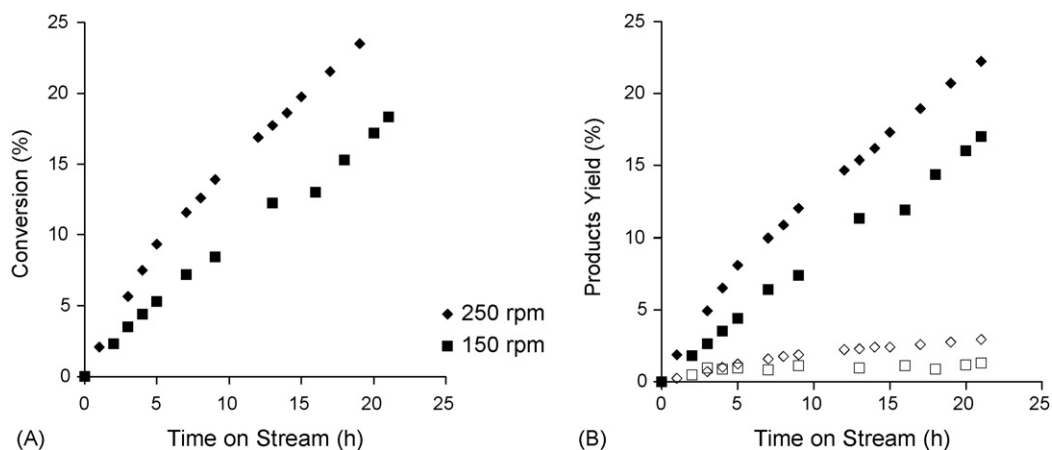 25
20
15
10
5
0
Conversion (%)
0 5 10 15 20 25
Time on Stream (h)
(A)
250 rpm
150 rpm
25
20
15
10
5
0
Products Yield (%)
0 5 10 15 20 25
Time on Stream (h)
(B)